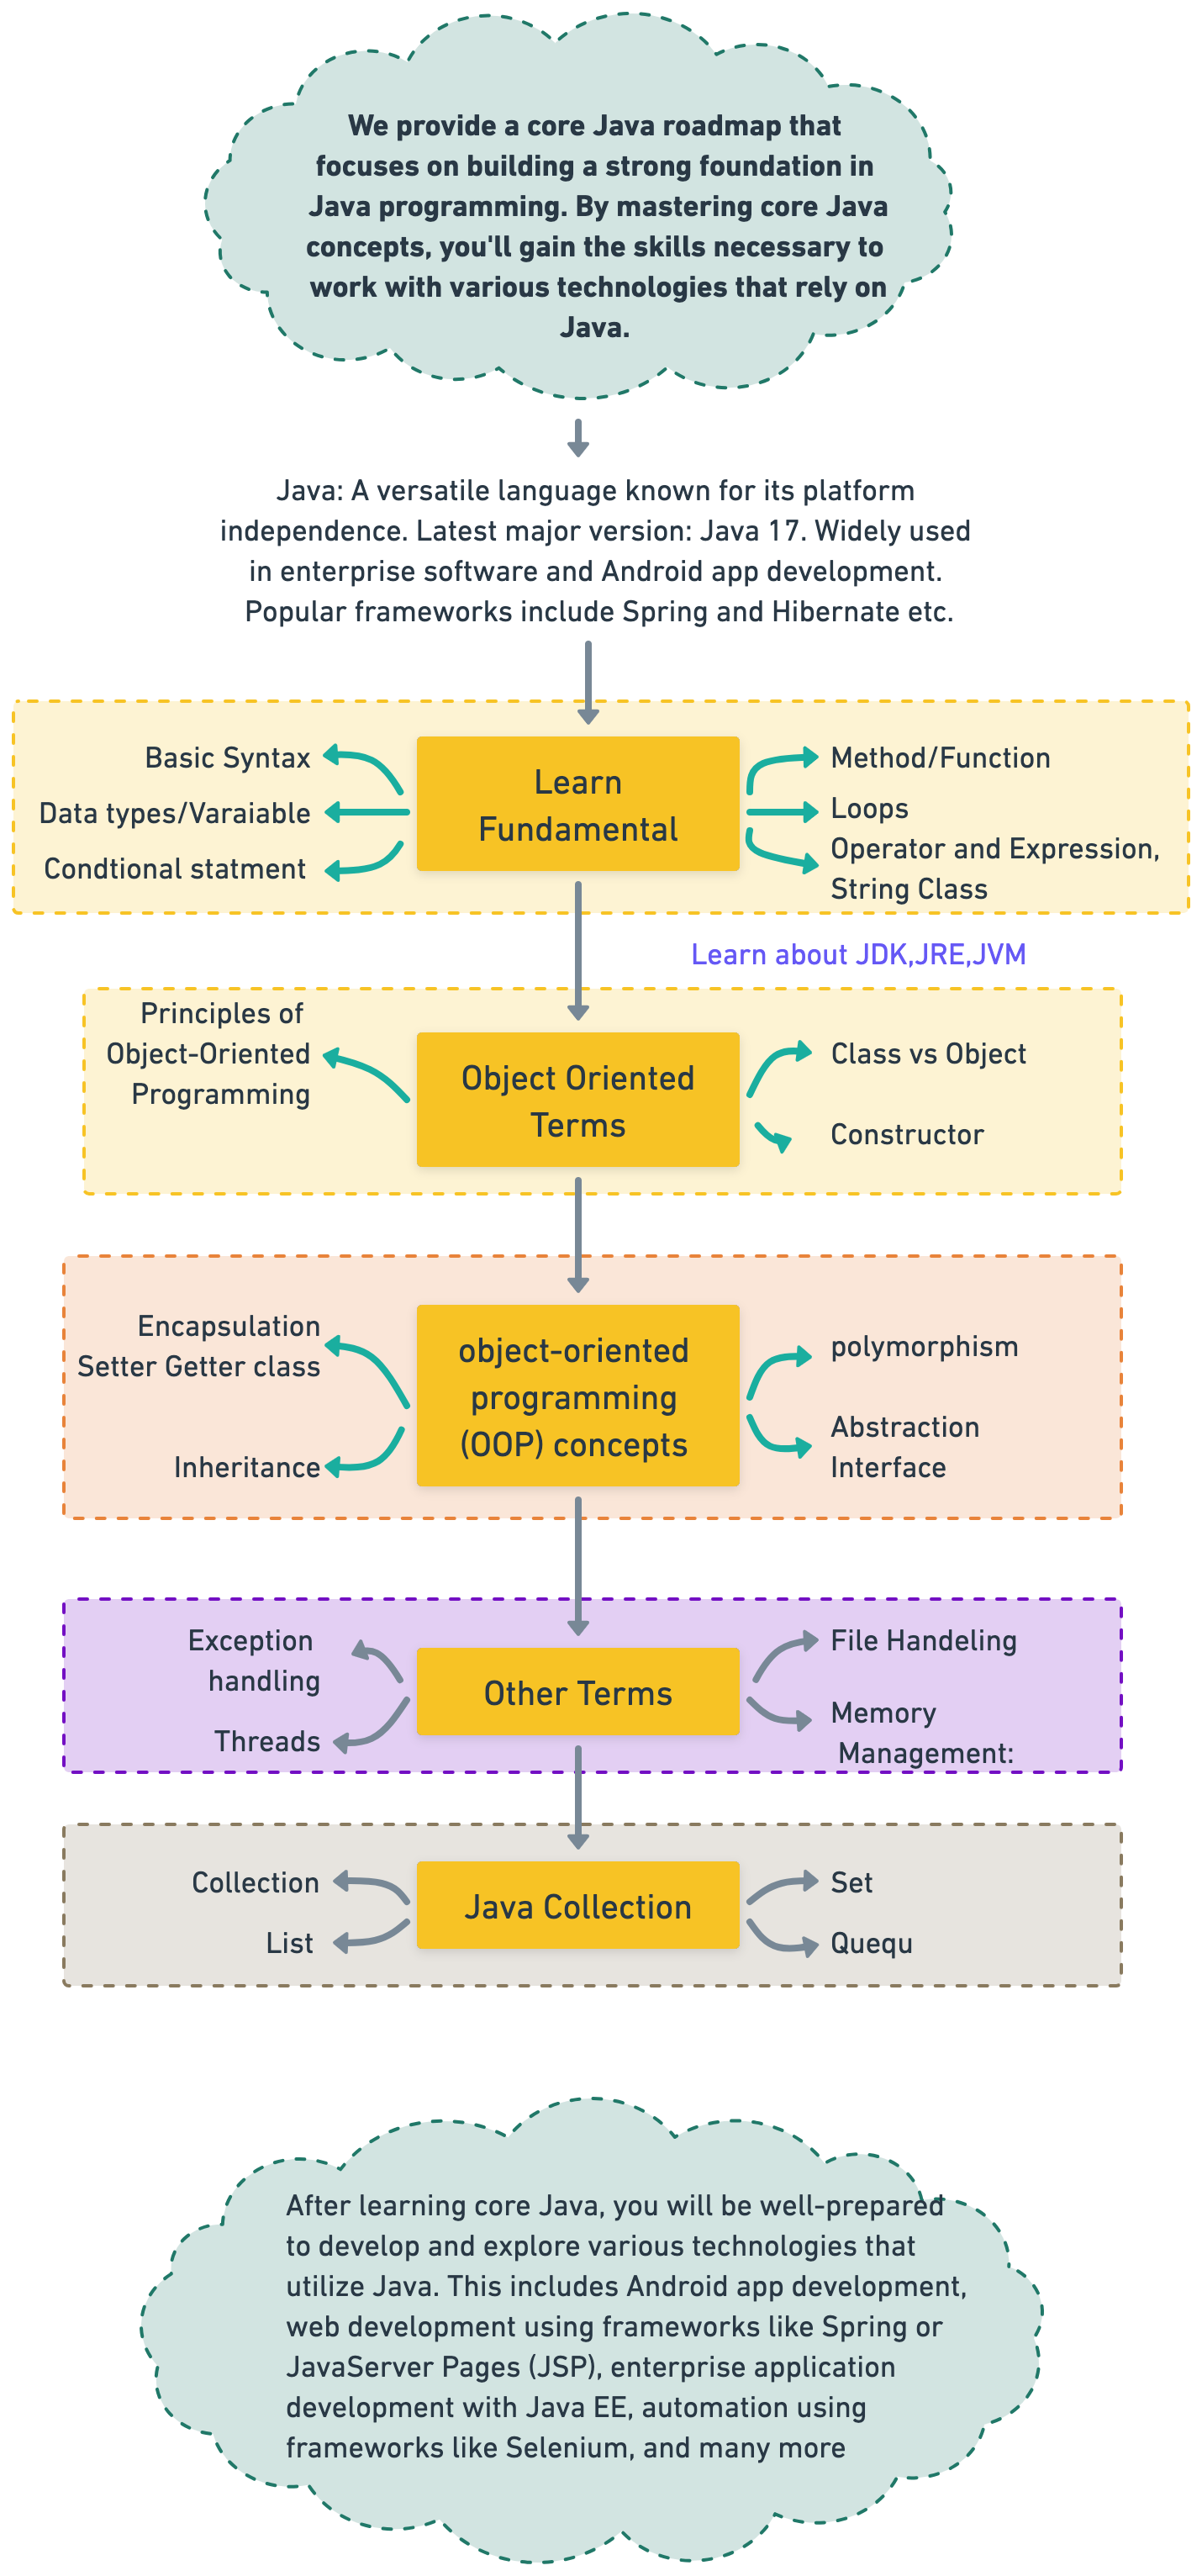 We provide a core Java roadmap that
focuses on building a strong foundation in
Java programming. By mastering core Java
concepts, you'll gain the skills necessary to
work with various technologies that rely on
Java.
Java: A versatile language known for its platform
independence. Latest major version: Java 17. Widely used
in enterprise software and Android app development.
Popular frameworks include Spring and Hibernate etc.
Basic Syntax
Data types/Varaiable
Condtional statment
Learn
Fundamental
Method/Function
Loops
Operator and Expression,
String Class
Learn about JDK,JRE,JVM
Principles of
Object-Oriented
Programming
Object Oriented
Terms
Class vs Object
Constructor
Encapsulation
Setter Getter class
Inheritance
object-oriented
programming
(OOP) concepts
polymorphism
Abstraction
Interface
Exception
handling
Threads
Other Terms
File Handeling
Memory
Management:
Collection
List
Java Collection
Set
Ququ
After learning core Java, you will be well-prepared
to develop and explore various technologies that
utilize Java. This includes Android app development,
web development using frameworks like Spring or
JavaServer Pages (JSP), enterprise application
development with Java EE, automation using
frameworks like Selenium, and many more